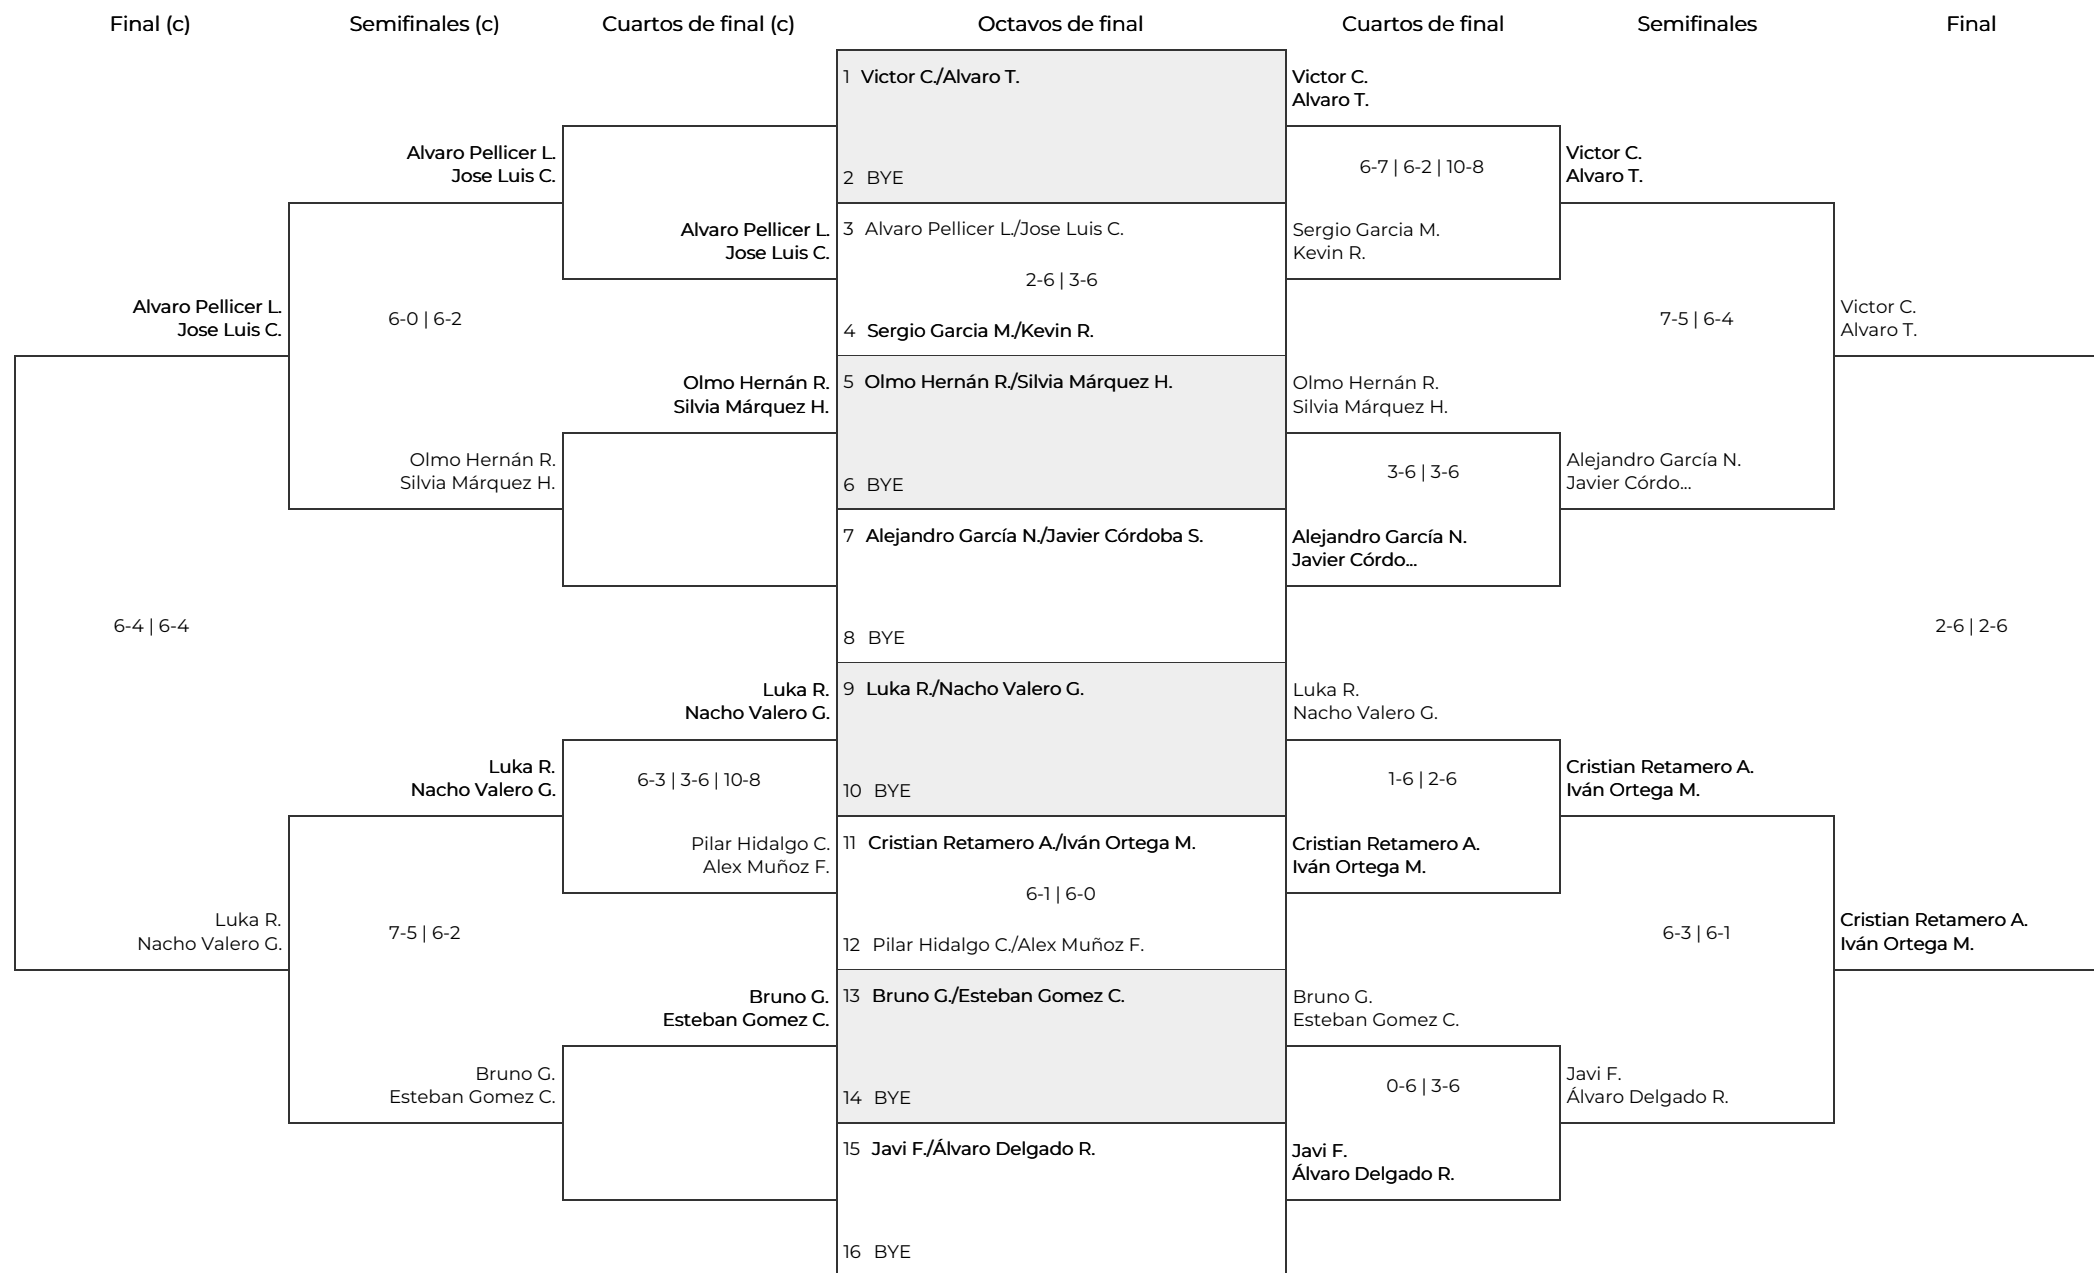 Final (c)
Semifinales (c)
Cuartos de final (c)
Octavos de final
Cuartos de final
Semifinales
Final
Alvaro Pellicer L.
Jose Luis C.
6-4 | 6-4
Luka R.
Nacho Valero G.
Alvaro Pellicer L.
Jose Luis C.
6-0 | 6-2
Olmo Hernán R.
Silvia Márquez H.
Luka R.
Nacho Valero G.
7-5 | 6-2
Bruno G.
Esteban Gomez C.
Alvaro Pellicer L.
Jose Luis C.
Olmo Hernán R.
Silvia Márquez H.
Luka R.
Nacho Valero G.
6-3 | 3-6 | 10-8
Pilar Hidalgo C.
Alex Muñoz F.
Bruno G.
Esteban Gomez C.
1 Victor C./Alvaro T.
2 BYE
3 Alvaro Pellicer L./Jose Luis C.
2-6 | 3-6
4 Sergio Garcia M./Kevin R.
5 Olmo Hernán R./Silvia Márquez H.
6 BYE
7 Alejandro García N./Javier Córdoba S.
8 BYE
9 Luka R./Nacho Valero G.
10 BYE
11 Cristian Retamero A./Iván Ortega M.
6-1 | 6-0
12 Pilar Hidalgo C./Alex Muñoz F.
13 Bruno G./Esteban Gomez C.
14 BYE
15 Javi F./Álvaro Delgado R.
16 BYE
Victor C.
Alvaro T.
6-7 | 6-2 | 10-8
Sergio Garcia M.
Kevin R.
Olmo Hernán R.
Silvia Márquez H.
3-6 | 3-6
Alejandro García N.
Javier Córdo...
Luka R.
Nacho Valero G.
1-6 | 2-6
Cristian Retamero A.
Iván Ortega M.
Bruno G.
Esteban Gomez C.
0-6 | 3-6
Javi F.
Álvaro Delgado R.
Victor C.
Alvaro T.
7-5 | 6-4
Alejandro García N.
Javier Córdo...
Cristian Retamero A.
Iván Ortega M.
6-3 | 6-1
Javi F.
Álvaro Delgado R.
Victor C.
Alvaro T.
2-6 | 2-6
Cristian Retamero A.
Iván Ortega M.